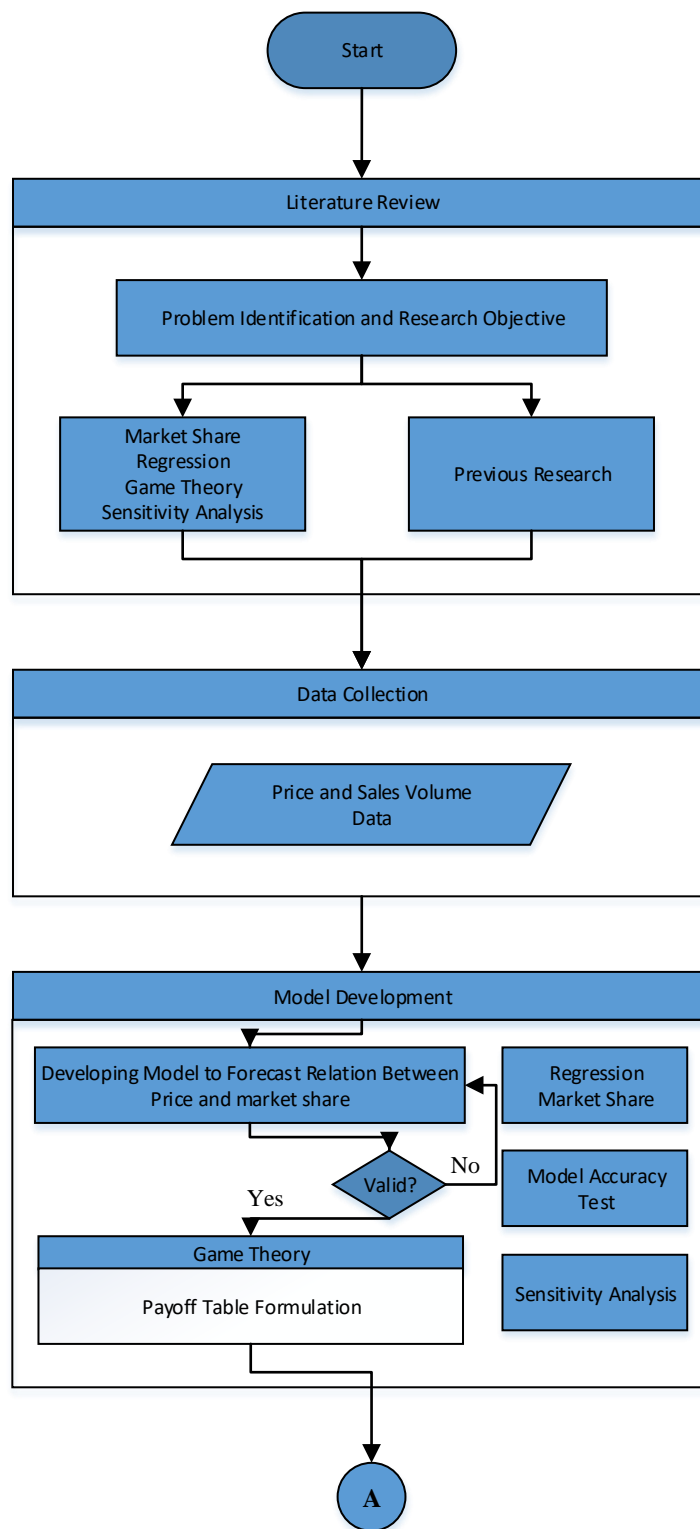 Start
Literature Review
Problem Identification and Research Objective
Market Share
Regression
Game Theory
Sensitivity Analysis
Previous Research
Data Collection
Price and Sales Volume
Data
Model Development
Developing Model to Forecast Relation Between
Price and market share
Regression
Market Share
Valid?
No
Yes
Model Accuracy
Test
Game Theory
Payoff Table Formulation
Sensitivity Analysis
A